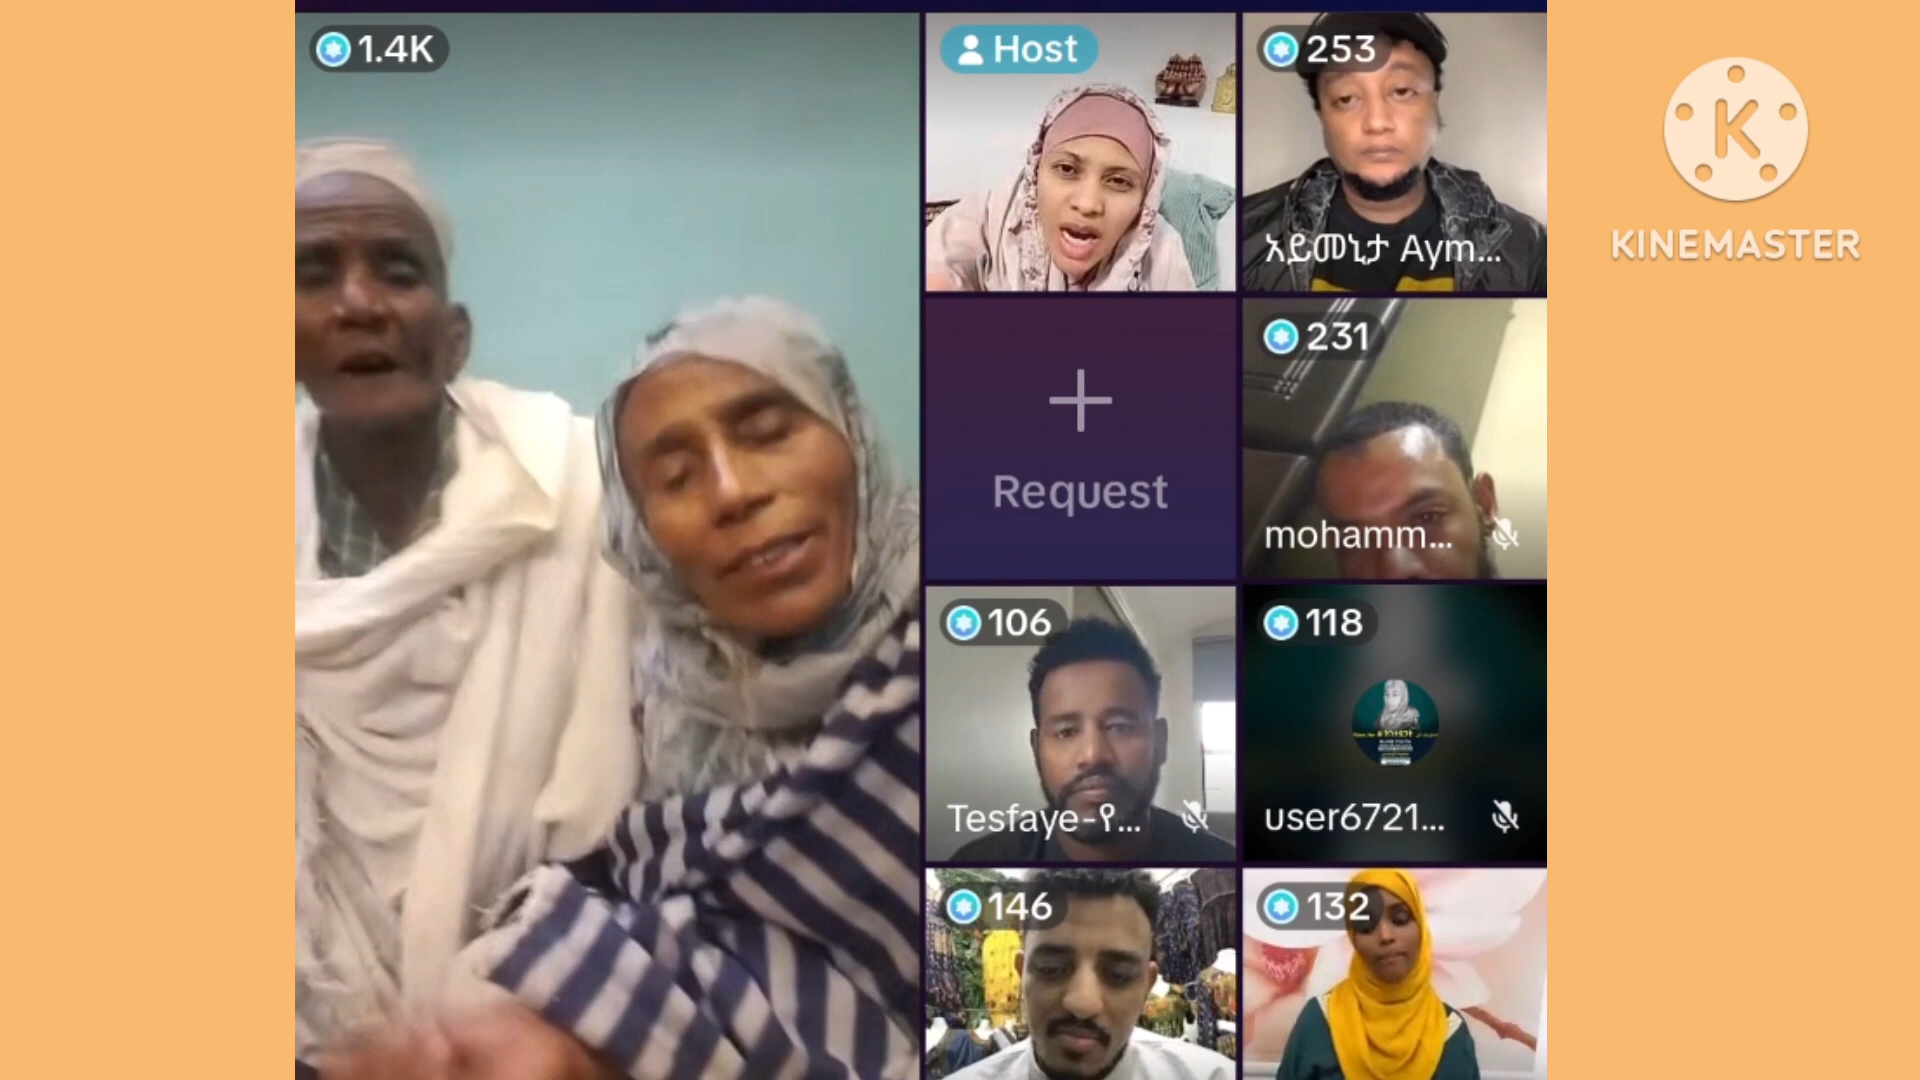 1.4K
Host
253
አይመኒታ Aym...
Request
231
mohamm...
106
Tesfaye-የ...
118
user6721...
146
132
K
KINEMASTER